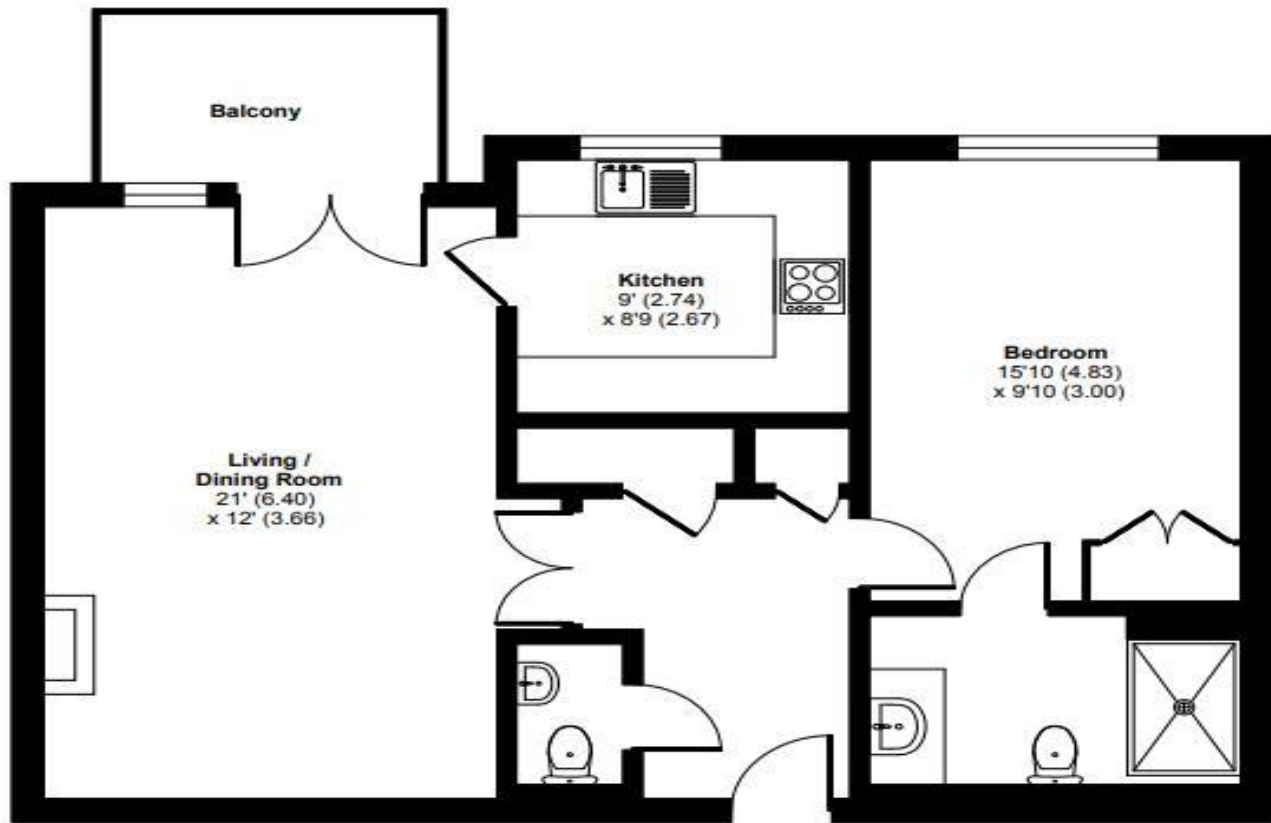 Balcony
Kitchen
9' (2.74)
x 8'9 (2.67)
Bedroom
15'10 (4.83)
x 9'10 (3.00)
Living /
Dining Room
21' (6.40)
x 12' (3.66)